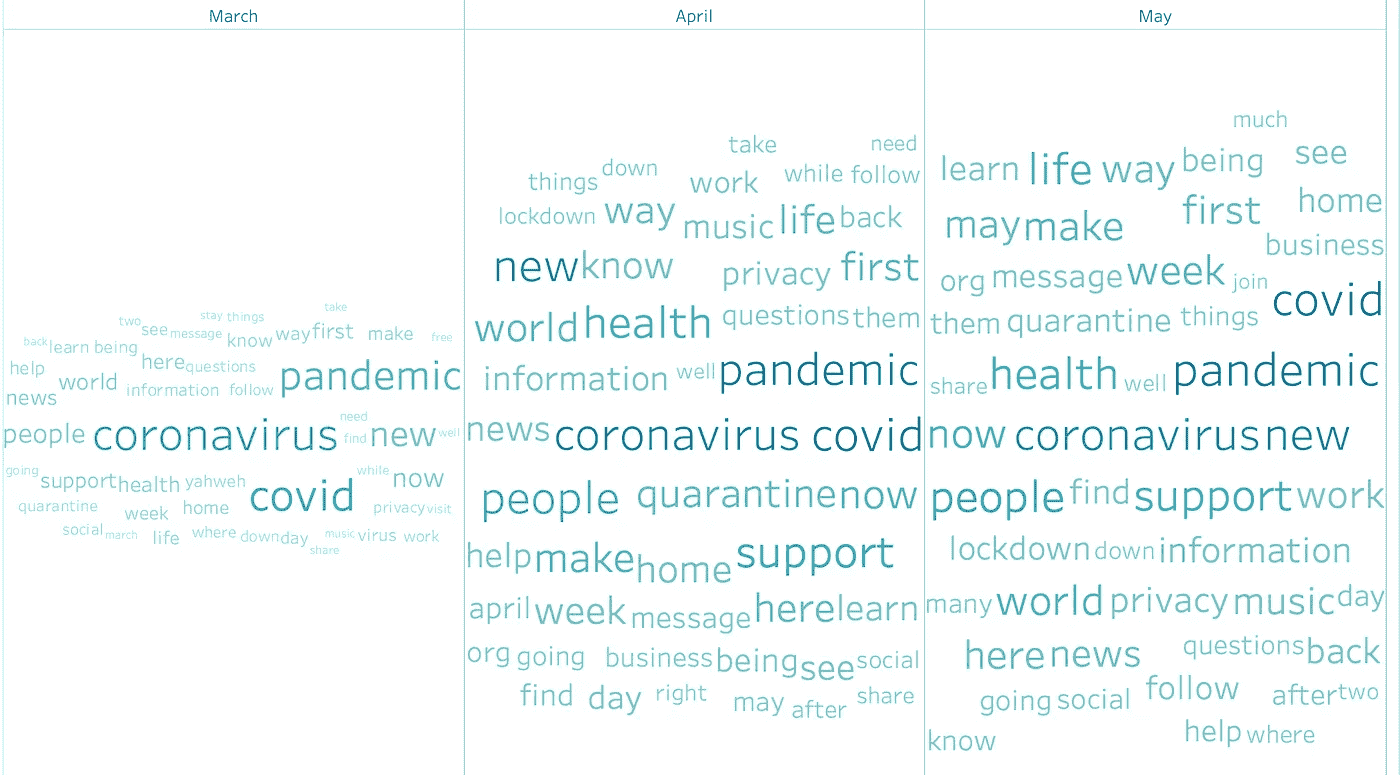 March
take
stay things
two see message know way first make free
back learn being
help here questions
world information follow pandemic
news
people coronavirus need find new well
going support health yahweh covid while now
quarantine week home privacy visit
social march life where down day music virus work
share
April
take need
things down work while follow
lockdown way music life back
new know privacy first
world health questions them
information well pandemic
news coronavirus covid
people quarantine now
help make home support
april week message here learn
org going business being see social
find day right may after share
May
much
learn life way being see
may make first home
business
org message week join covid
them quarantine things
share health well pandemic
now coronavirus new
people find support work
lockdown down information
many world privacy music day
here news questions back
going social follow after two
know help where